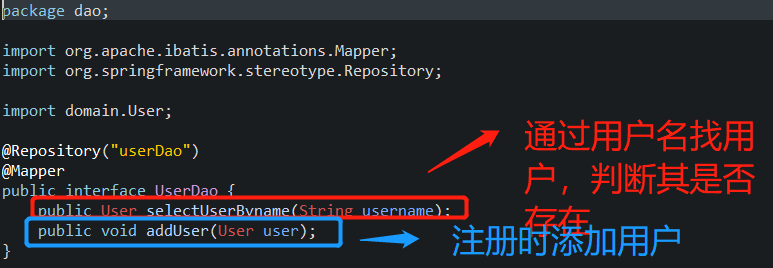 package dao;
import org.apache.ibatis.annotations.Mapper;
import org.springframework.stereotype.Repository;
import domain.User;
@Repository("userDao")
@Mapper
public interface UserDao {
public User selectUserByname(String username);
public void addUser(User user);
}
通过用户名找用
户，判断其是否
存在
注册时添加用户